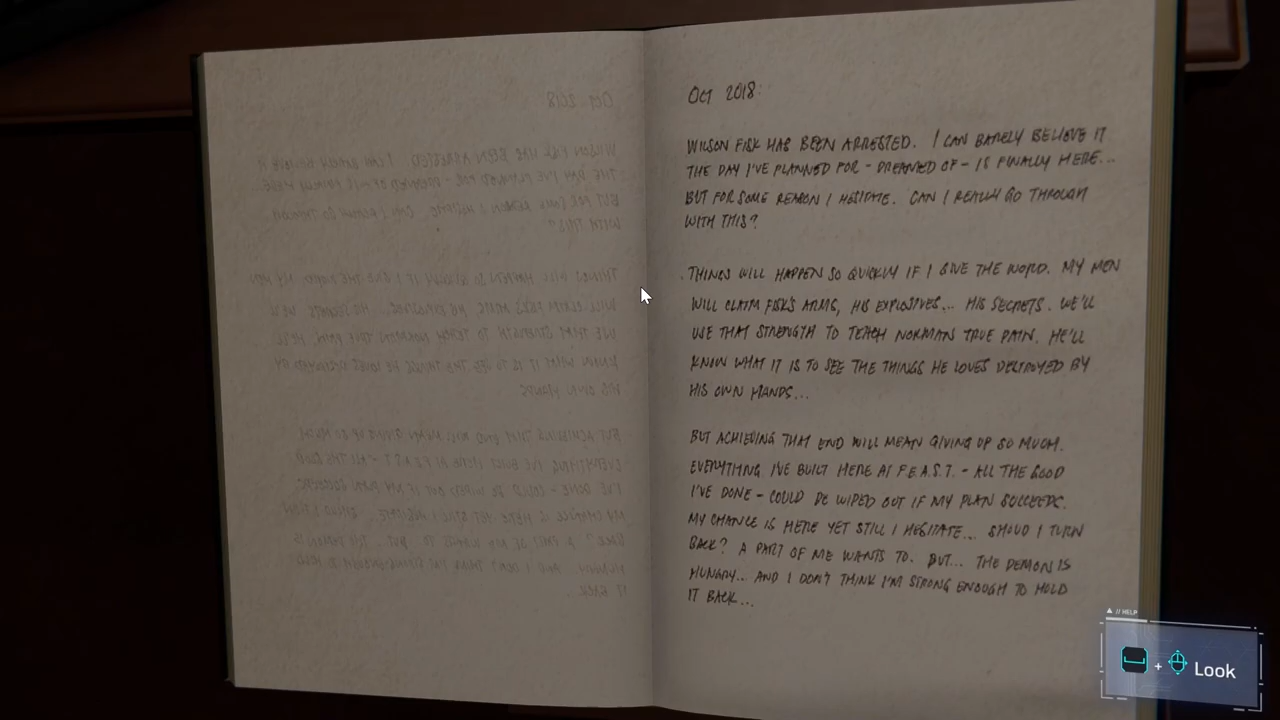 OCT 2018:
WILSON FISK HAS BEEN ARRESTED. I CAN BARELY BELIEVE IT
THE DAY I'VE PLANNED FOR - DREAMED OF - IS FINALLY HERE...
BUT FOR SOME REASON I HESITATE. CAN I REALLY GO THROUGH
WITH THIS?
THINGS WILL HAPPEN SO QUICKLY IF I GIVE THE WORD. MY MEN
WILL CLAIM FISK'S ARMS, HIS EXPLOSIVES... HIS SECRETS. WE'LL
USE THAT STRENGTH TO TEACH NORMAN TRUE PAIN. HE'LL
KNOW WHAT IT IS TO SEE THE THINGS HE LOVES DESTROYED BY
HIS OWN HANDS...
BUT ACHIEVING THAT END WILL MEAN GIVING UP SO MUCH.
EVERYTHING I'VE BUILT HERE AT F.E.A.S.T. - ALL THE GOOD
I'VE DONE - COULD BE WIPED OUT IF MY PLAN SUCCEEDS.
MY CHANCE IS HERE YET STILL I HESITATE... SHOUD I TURN
BACK? A PART OF ME WANTS TO. BUT... THE DEMON IS
HUNGRY... AND I DON'T THINK I'M STRONG ENOUGH TO HOLD
IT BACK...
// HELP
+ Look